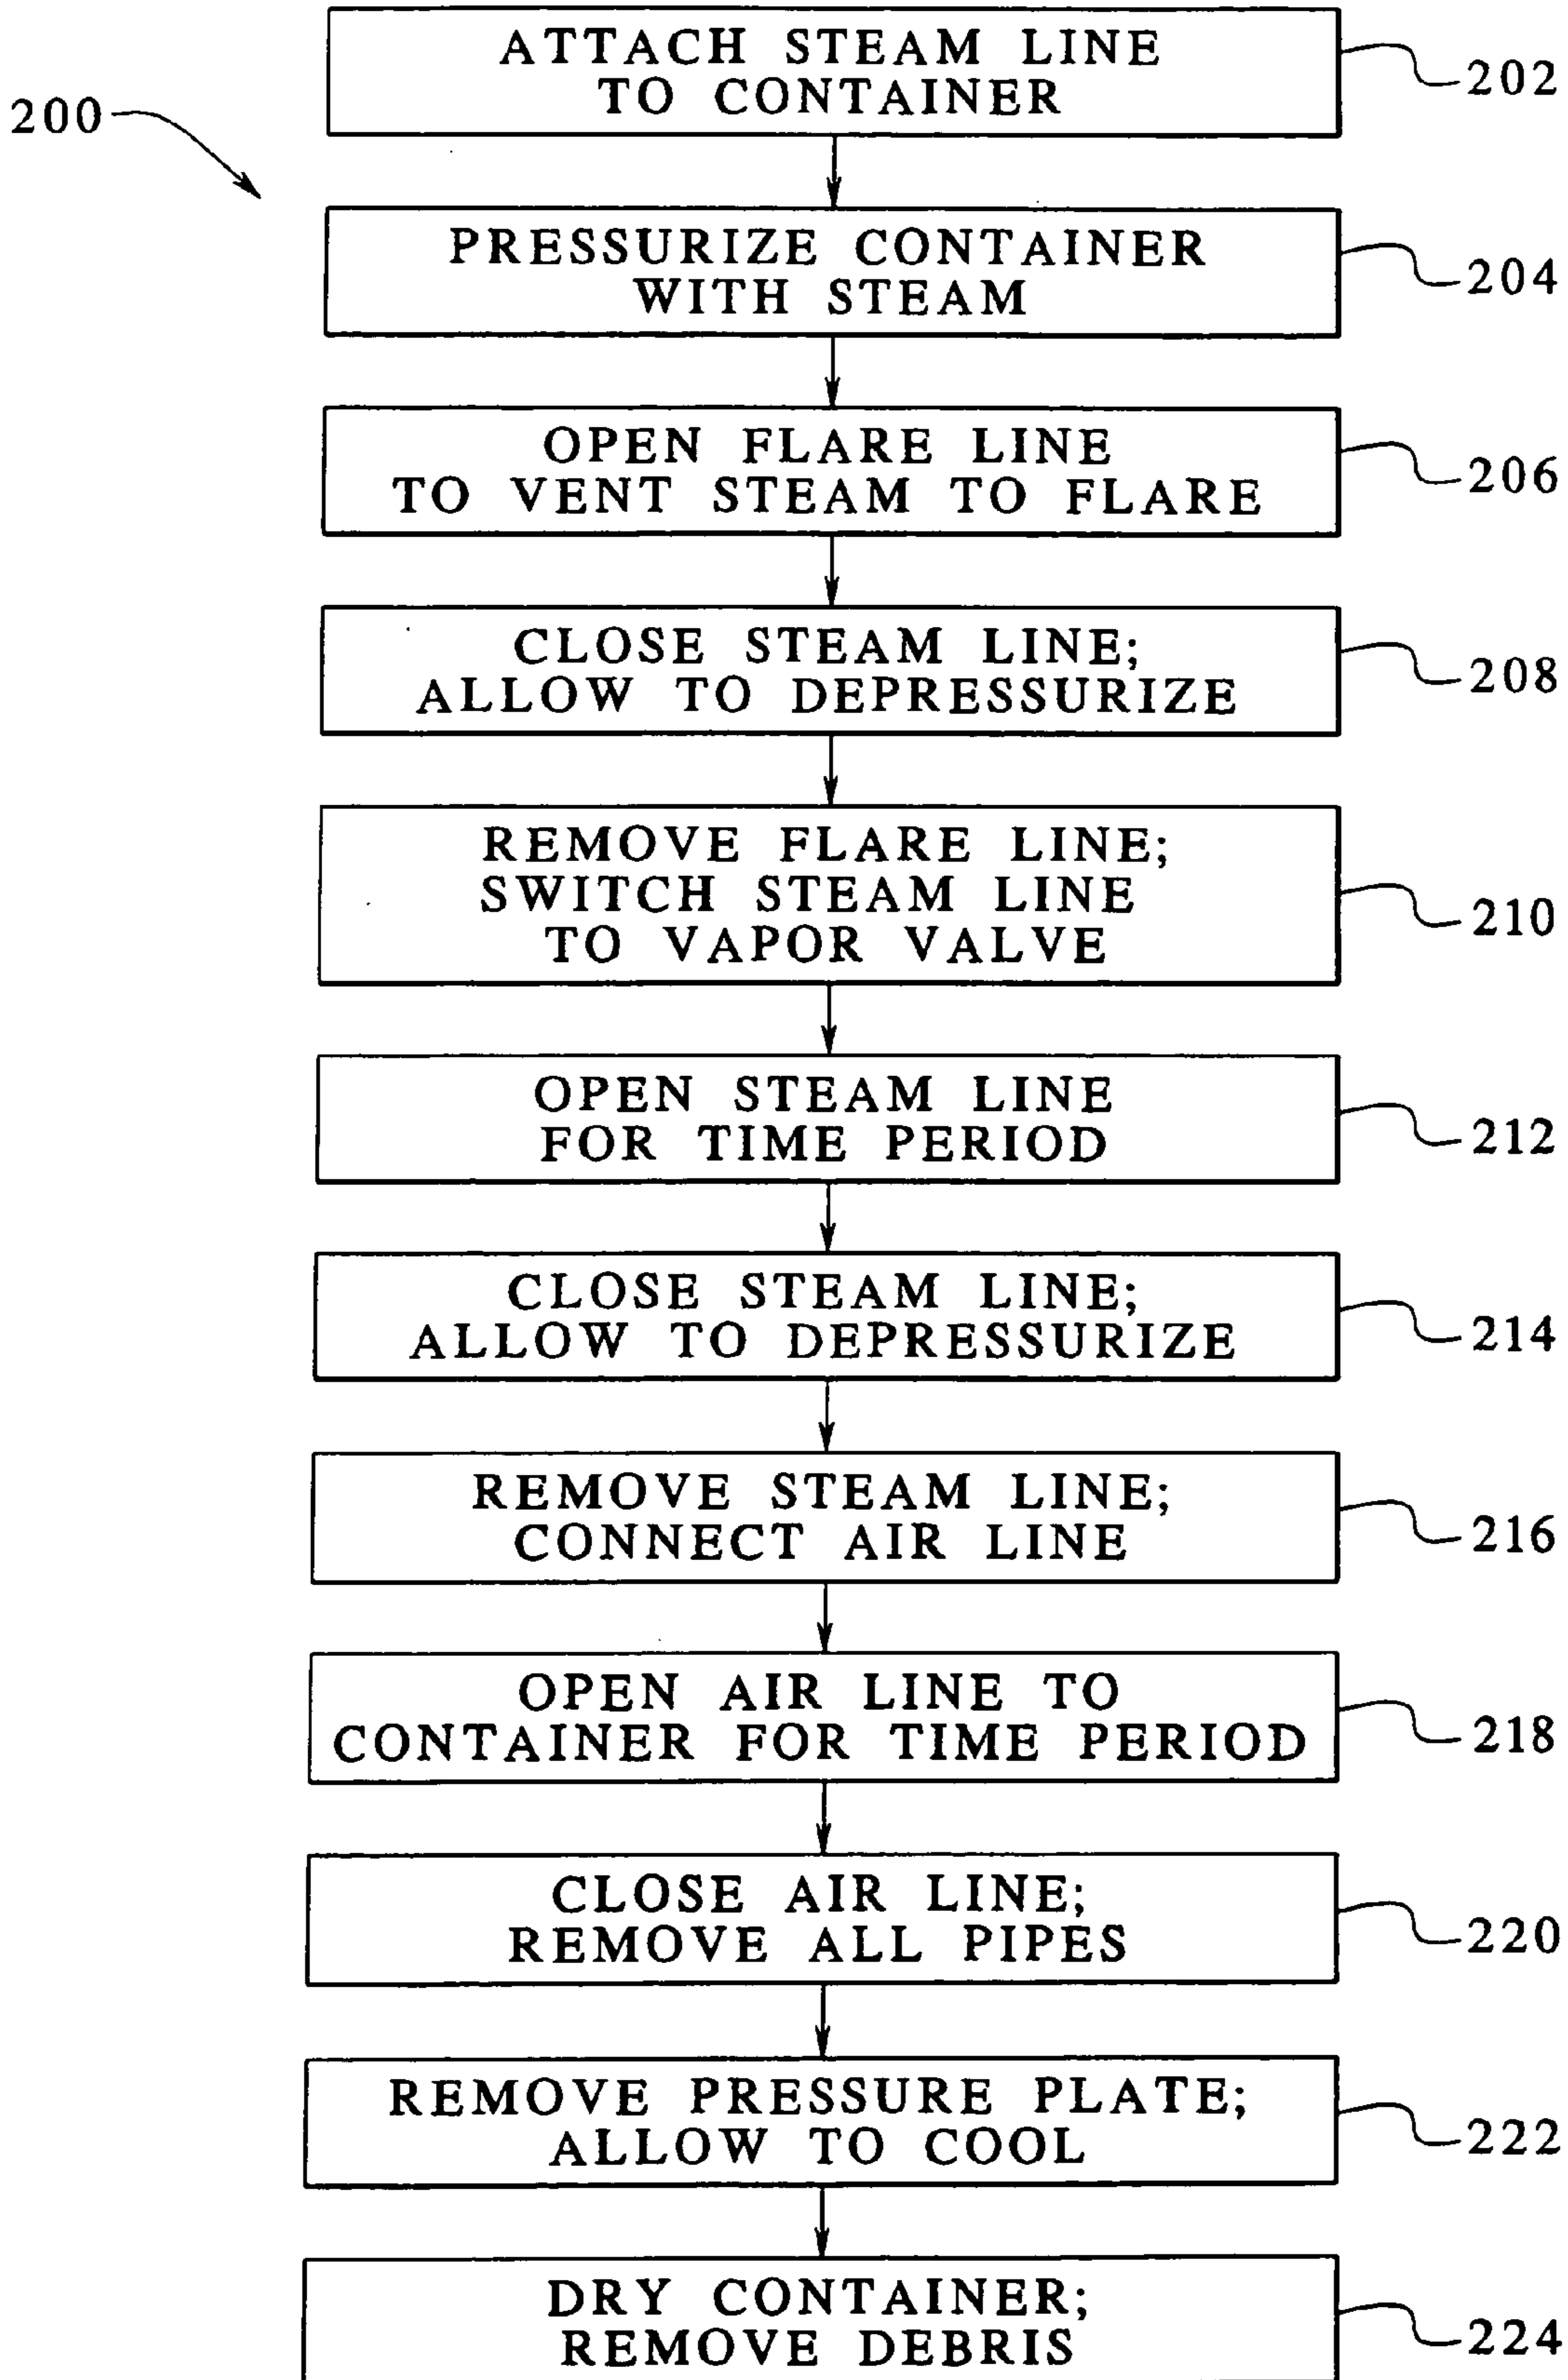 ATTACH STEAM LINE
TO CONTAINER
202
200
PRESSURIZE CONTAINER
WITH STEAM
204
OPEN FLARE LINE
TO VENT STEAM TO FLARE
206
CLOSE STEAM LINE;
ALLOW TO DEPRESSURIZE
208
REMOVE FLARE LINE;
SWITCH STEAM LINE
TO VAPOR VALVE
210
OPEN STEAM LINE
FOR TIME PERIOD
212
CLOSE STEAM LINE;
ALLOW TO DEPRESSURIZE
214
REMOVE STEAM LINE;
CONNECT AIR LINE
216
OPEN AIR LINE TO
CONTAINER FOR TIME PERIOD
218
CLOSE AIR LINE;
REMOVE ALL PIPES
220
REMOVE PRESSURE PLATE;
ALLOW TO COOL
222
DRY CONTAINER;
REMOVE DEBRIS
224